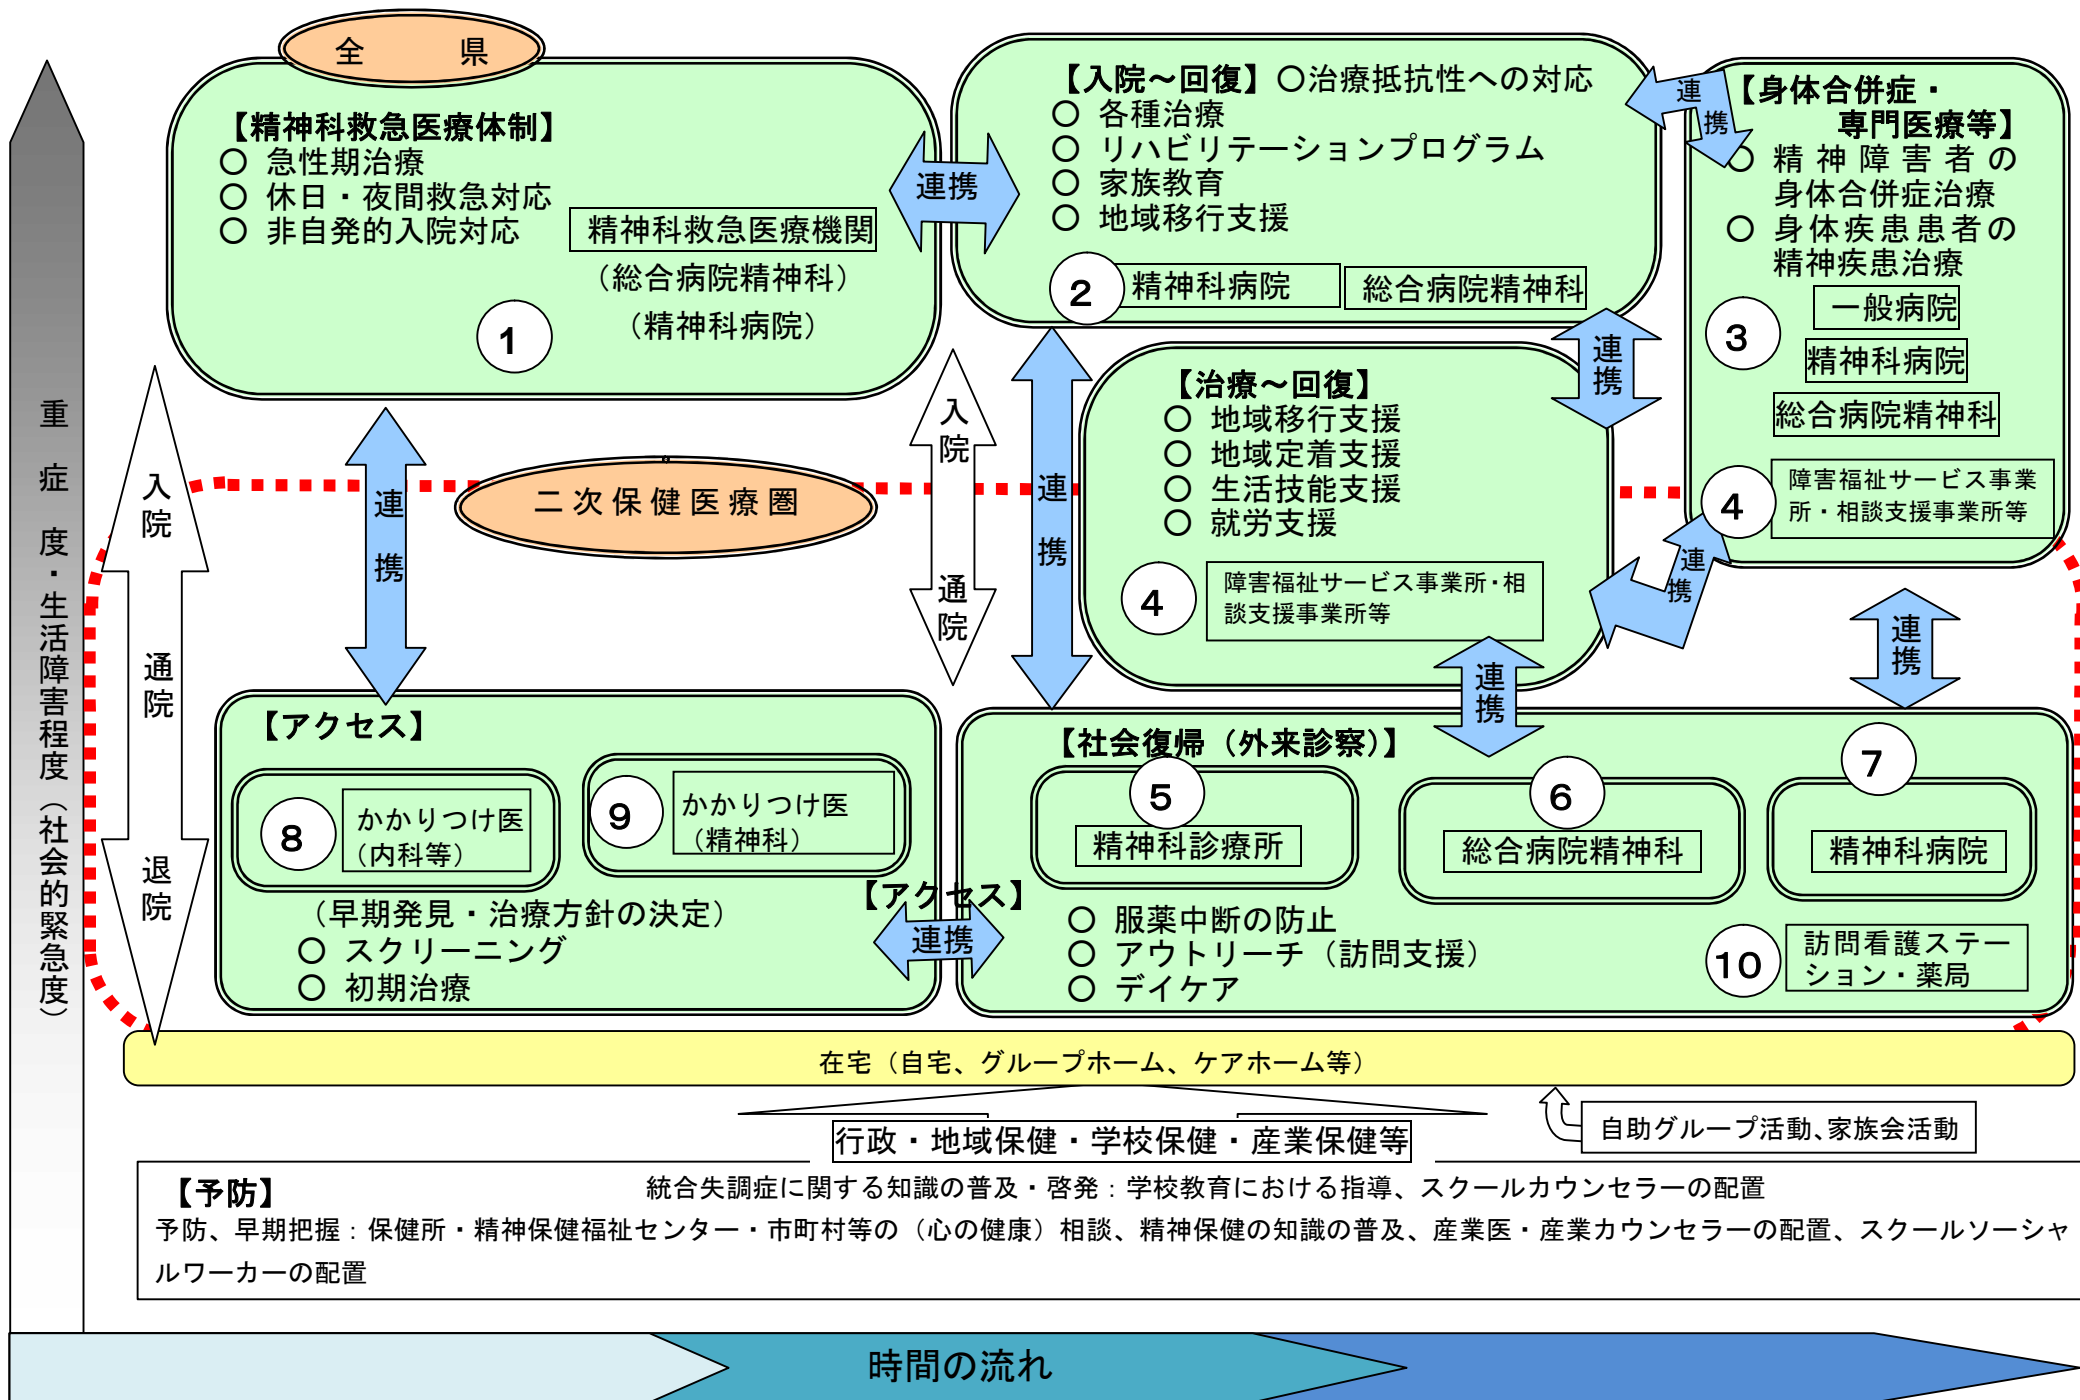 全　県
【精神科救急医療体制】
○ 急性期治療
○ 休日・夜間救急対応
○ 非自発的入院対応
精神科救急医療機関
（総合病院精神科）
（精神科病院）
1
連携
【入院～回復】○治療抵抗性への対応
○ 各種治療
○ リハビリテーションプログラム
○ 家族教育
○ 地域移行支援
2
精神科病院
総合病院精神科
連携
【身体合併症・
専門医療等】
○ 精神障害者の
身体合併症治療
○ 身体疾患患者の
精神疾患治療
3
一般病院
精神科病院
総合病院精神科
4
障害福祉サービス事業
所・相談支援事業所等
連携
【治療～回復】
○ 地域移行支援
○ 地域定着支援
○ 生活技能支援
○ 就労支援
4
障害福祉サービス事業所・相
談支援事業所等
連携
連携
連携
連携
連携
二次保健医療圏
入院
通院
入院
通院
退院
重症度・生活障害程度（社会的緊急度）
【アクセス】
8
かかりつけ医
（内科等）
9
かかりつけ医
（精神科）
（早期発見・治療方針の決定）
○ スクリーニング
○ 初期治療
【アクセス】
連携
【社会復帰（外来診察）】
5
精神科診療所
6
総合病院精神科
7
精神科病院
○ 服薬中断の防止
○ アウトリーチ（訪問支援）
○ デイケア
10
訪問看護ステー
ション・薬局
在宅（自宅、グループホーム、ケアホーム等）
行政・地域保健・学校保健・産業保健等
自助グループ活動、家族会活動
【予防】　統合失調症に関する知識の普及・啓発：学校教育における指導、スクールカウンセラーの配置
予防、早期把握：保健所・精神保健福祉センター・市町村等の（心の健康）相談、精神保健の知識の普及、産業医・産業カウンセラーの配置、スクールソーシャ
ルワーカーの配置
時間の流れ